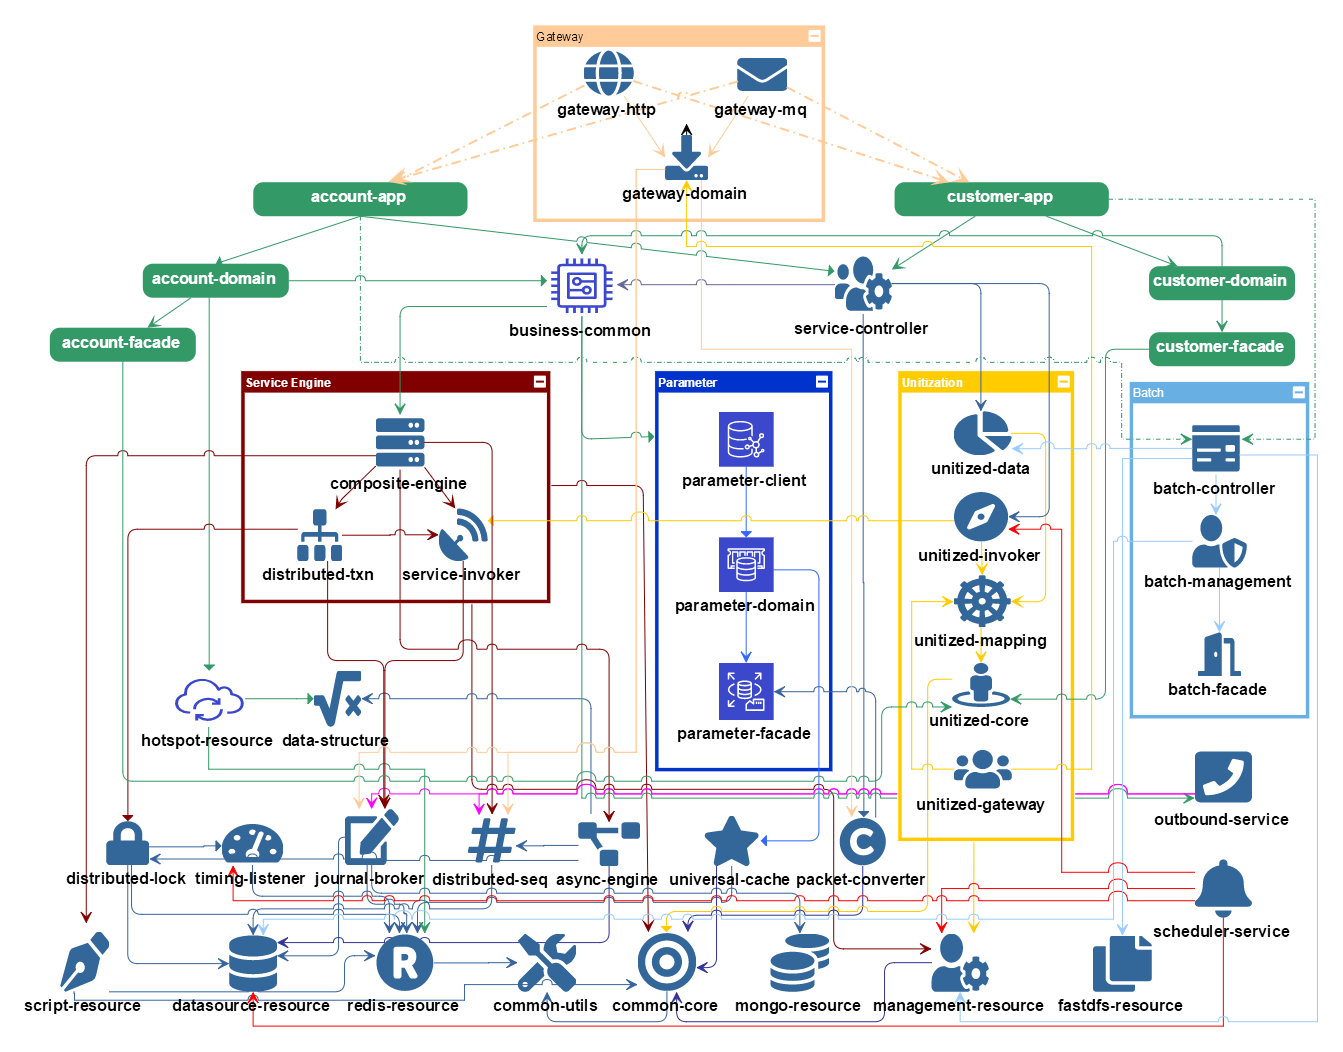 Gateway
gateway-http
gateway-mq
gateway-domain
account-app
customer-app
account-domain
customer-domain
business-common
service-controller
account-facade
customer-facade
Service Engine
Parameter
Unitization
Batch
composite-engine
parameter-client
unitized-data
batch-controller
distributed-txn
service-invoker
unitized-invoker
batch-management
parameter-domain
unitized-mapping
batch-facade
hotspot-resource
data-structure
parameter-facade
unitized-core
unitized-gateway
outbound-service
distributed-lock
timing-listener
journal-broker
distributed-seq
async-engine
universal-cache
packet-converter
scheduler-service
script-resource
datasource-resource
R
redis-resource
common-utils
common-core
mongo-resource
management-resource
fastdfs-resource